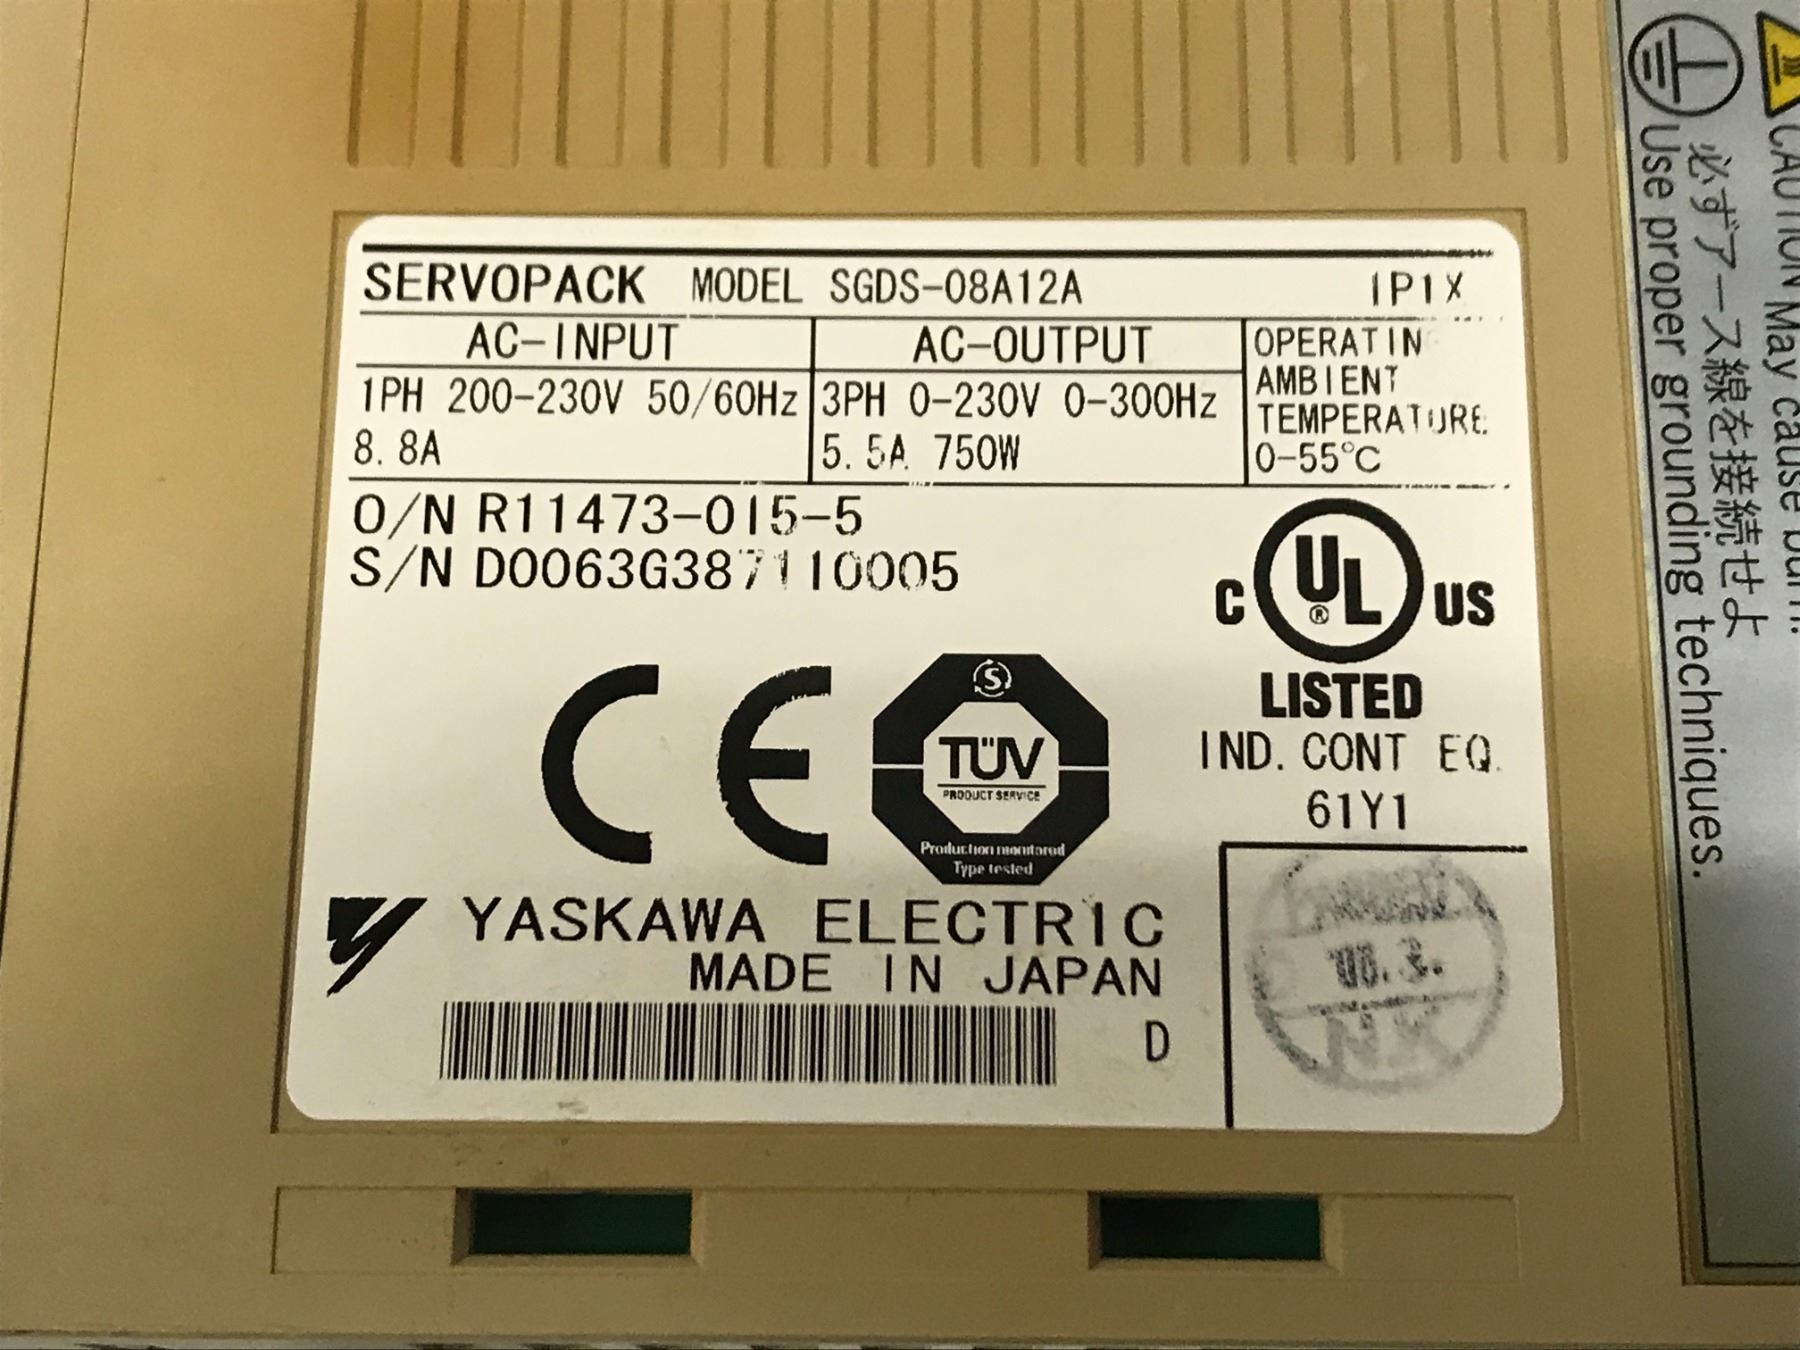 SERVOPACK MODEL SGDS-08A12A IP1X
AC-INPUT
1PH 200-230V 50/60Hz
8.8A
AC-OUTPUT
3PH 0-230V 0-300Hz
5.5A 750W
OPERATIN
AMBIENT
TEMPERATURE
0-55°C
O/N R11473-015-5
S/N D0063G387110005
C UL® US
LISTED
IND. CONT EQ.
61Y1
CE
S
TÜV
PRODUCT SERVICE
Production monitored
Type tested
YASKAWA ELECTRIC
MADE IN JAPAN
D
NK
CAUTION May cause burn.
必ずアース線を接続せよ
Use proper grounding techniques.